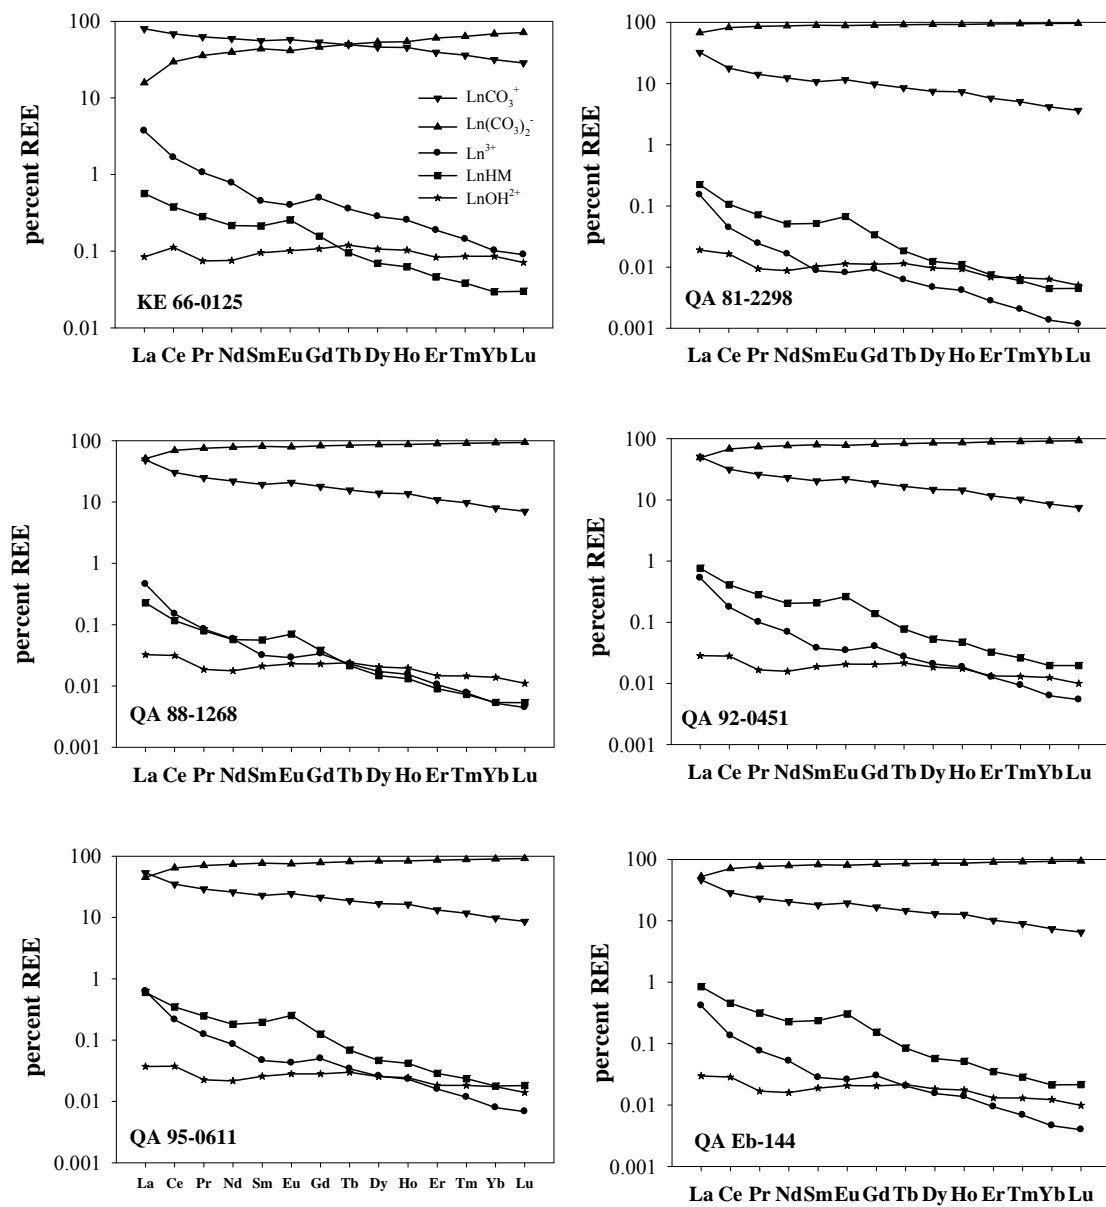 100
10
1
0.1
0.01
percent REE
LnCO₃⁺
Ln(CO₃)₂⁻
Ln³⁺
LnHM
LnOH²⁺
KE 66-0125
La Ce Pr Nd Sm Eu Gd Tb Dy Ho Er Tm Yb Lu
100
10
1
0.1
0.01
0.001
percent REE
QA 81-2298
La Ce Pr Nd Sm Eu Gd Tb Dy Ho Er Tm Yb Lu
100
10
1
0.1
0.01
0.001
percent REE
QA 88-1268
La Ce Pr Nd Sm Eu Gd Tb Dy Ho Er Tm Yb Lu
100
10
1
0.1
0.01
0.001
percent REE
QA 92-0451
La Ce Pr Nd Sm Eu Gd Tb Dy Ho Er Tm Yb Lu
100
10
1
0.1
0.01
0.001
percent REE
QA 95-0611
La Ce Pr Nd Sm Eu Gd Tb Dy Ho Er Tm Yb Lu
100
10
1
0.1
0.01
0.001
percent REE
QA Eb-144
La Ce Pr Nd Sm Eu Gd Tb Dy Ho Er Tm Yb Lu